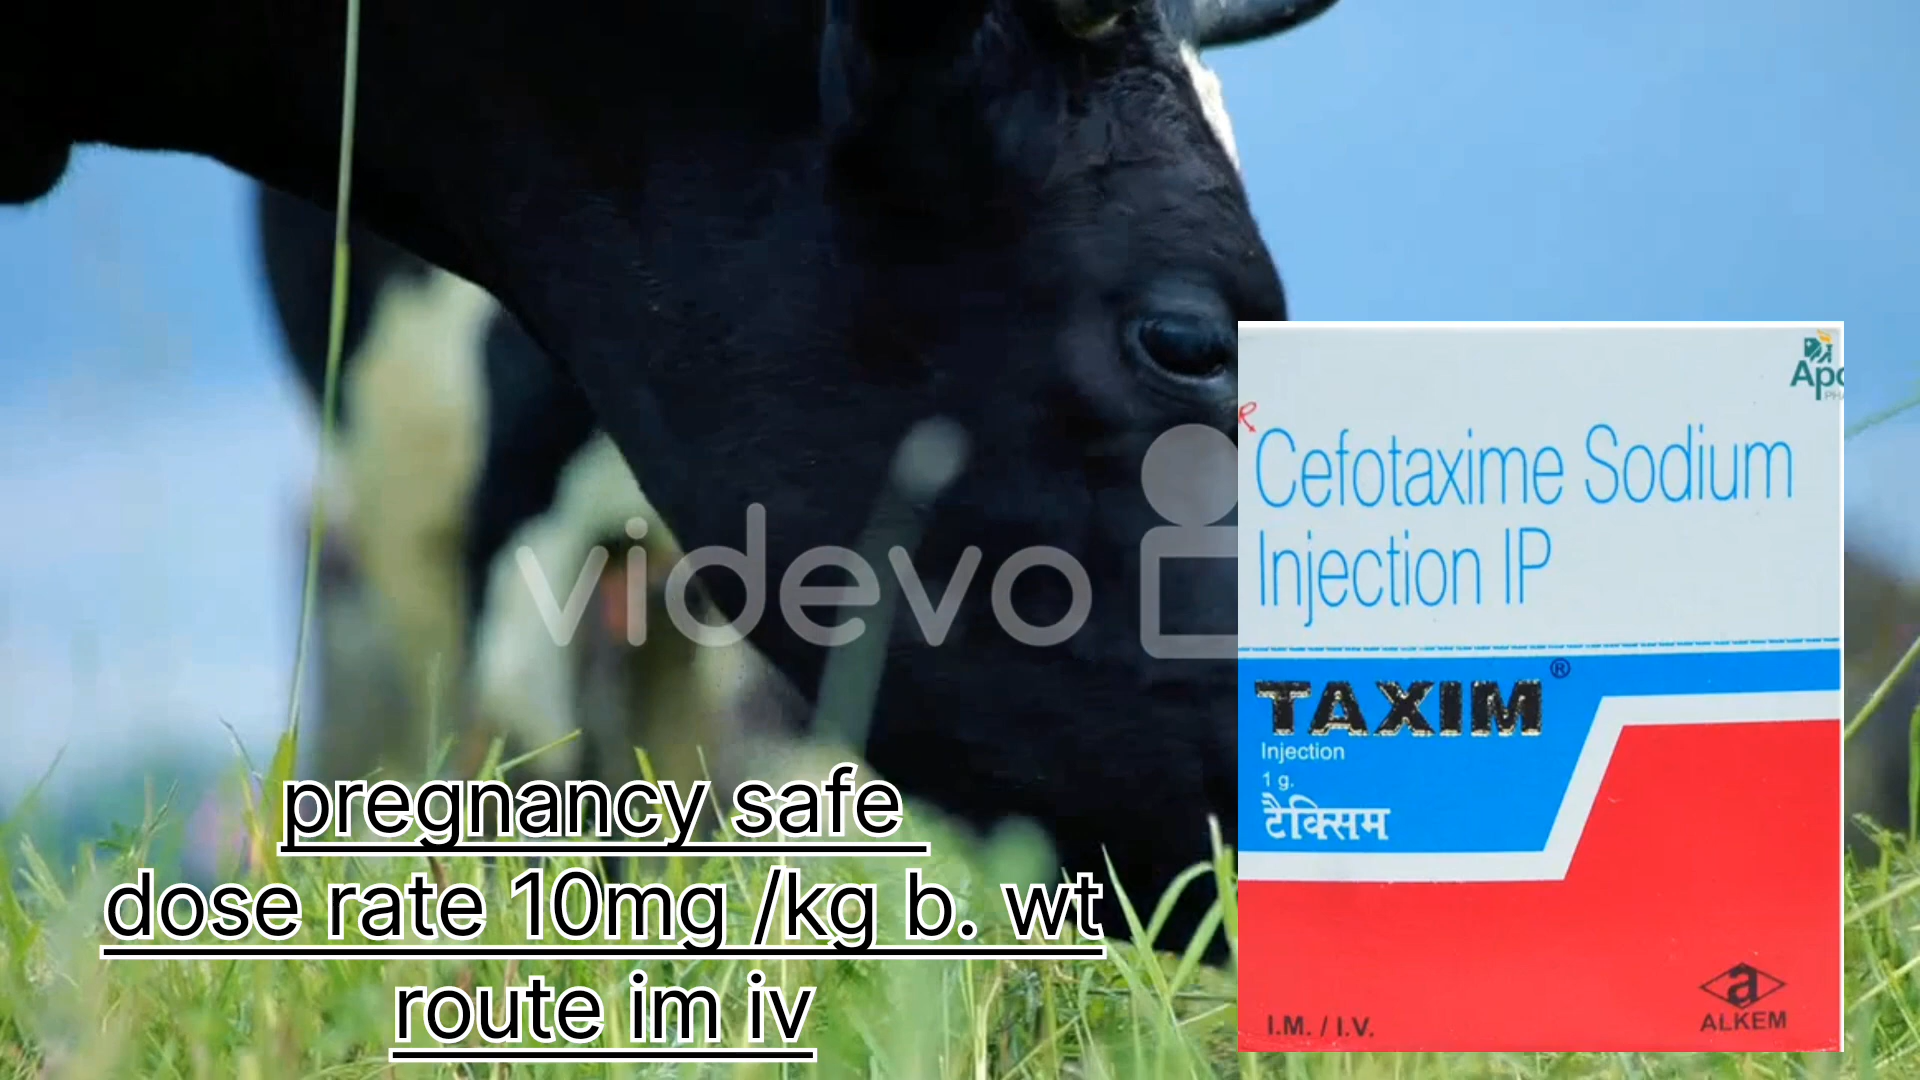 videvo
pregnancy safe
dose rate 10mg /kg b. wt
route im iv
Cefotaxime Sodium
Injection IP
TAXIM®
Injection
1 g.
टैक्सिम
I.M. / I.V.
a
ALKEM